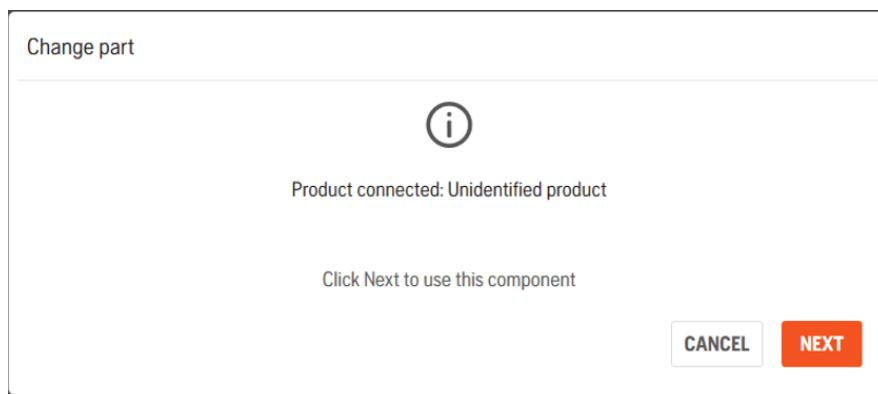 Change part
Product connected: Unidentified product
Click Next to use this component
CANCEL NEXT